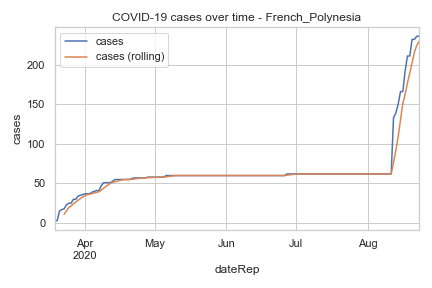 COVID-19 cases over time - French_Polynesia
cases
cases (rolling)
200
150
100
50
0
cases
Apr
2020
May
Jun
Jul
Aug
dateRep